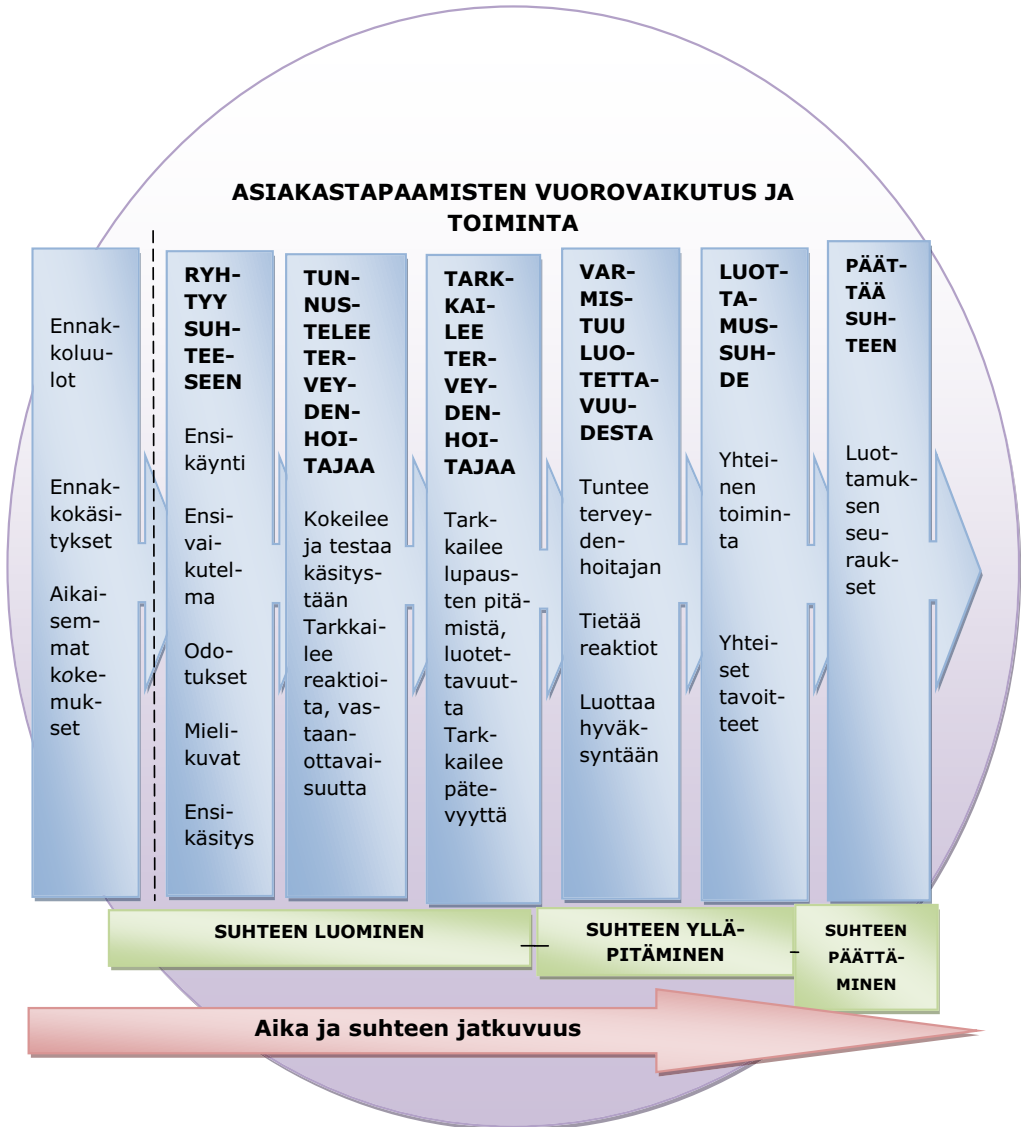 ASIAKASTAPAAMISTEN VUOROVAIKUTUS JA
TOIMINTA
Ennak-
koluu-
lot
Ennak-
kokäsi-
tykset
Aikai-
sem-
mat
koke-
muk-
set
RYH-
TYY
SUH-
TEE-
SEEN
Ensi-
käynti
Ensi-
vai-
kutel-
ma
Odo-
tukset
Mieli-
kuvat
Ensi-
käsitys
TUN-
NUS-
TELEE
TER-
VEY-
DEN-
HOI-
TAJAA
Kokeilee
ja testaa
käsitys-
tään
Tarkkai-
lee
reaktioi-
ta, vas-
taan-
ottavai-
suutta
TARK-
KAI-
LEE
TER-
VEY-
DEN-
HOI-
TAJAA
Tark-
kailee
lupaus-
ten pitä-
mistä,
luotet-
tavuut-
ta
Tark-
kailee
päte-
vyyttä
VAR-
MIS-
TUU
LUO-
TETTA-
VUU-
DESTA
Tuntee
tervey-
den-
hoitajan
Tietää
reaktiot
Luottaa
hyväk-
syntään
LUOT-
TA-
MUS-
SUH-
DE
Yhtei-
nen
toimin-
ta
Yhtei-
set
tavoit-
teet
PÄÄT-
TÄÄ
SUH-
TEEN
Luot-
tamuk-
sen
seu-
rauk-
set
SUHTEEN LUOMINEN
SUHTEEN YLLÄ-
PITÄMINEN
SUHTEEN
PÄÄTTÄ-
MINEN
Aika ja suhteen jatkuvuus